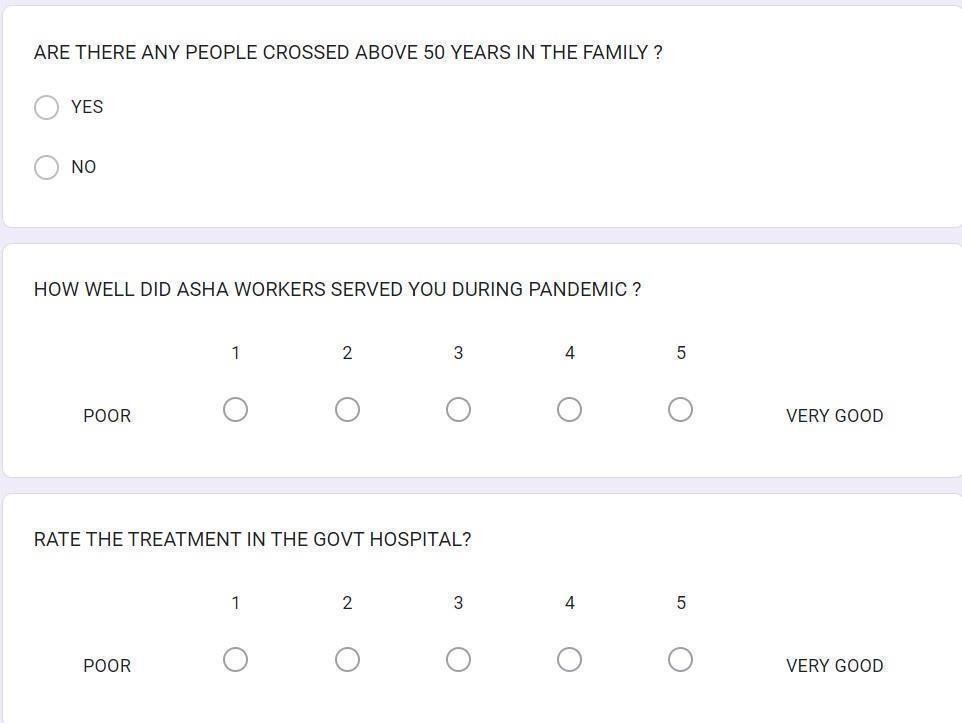 ARE THERE ANY PEOPLE CROSSED ABOVE 50 YEARS IN THE FAMILY ?
YES
NO
HOW WELL DID ASHA WORKERS SERVED YOU DURING PANDEMIC ?
1 2 3 4 5
POOR VERY GOOD
RATE THE TREATMENT IN THE GOVT HOSPITAL?
1 2 3 4 5
POOR VERY GOOD